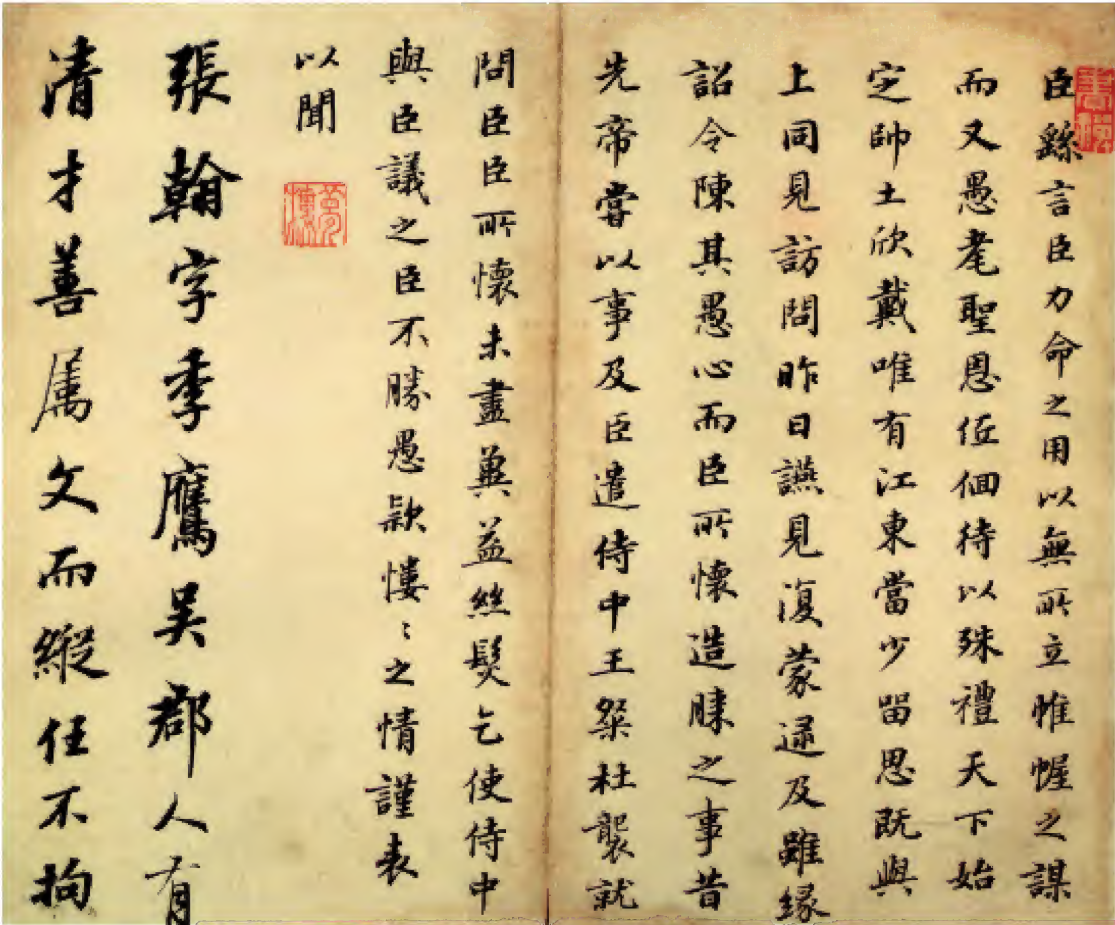 臣繇言臣力命之用以無所立帷幄之謀
而又愚耄聖恩低佪待以殊禮天下始
定帥土欣戴唯有江東當少留思既與
上同見訪問昨日讌見復蒙逮及雖緣
詔令陳其愚心而臣所懷造膝之事昔
先帝嘗以事及臣遣侍中王粲杜襲就
問臣臣所懷未盡冀益絲髮乞使侍中
與臣議之臣不勝愚款慺〻之情謹表
以聞
張翰字季鷹吳郡人有
清才善属文而縱任不拘